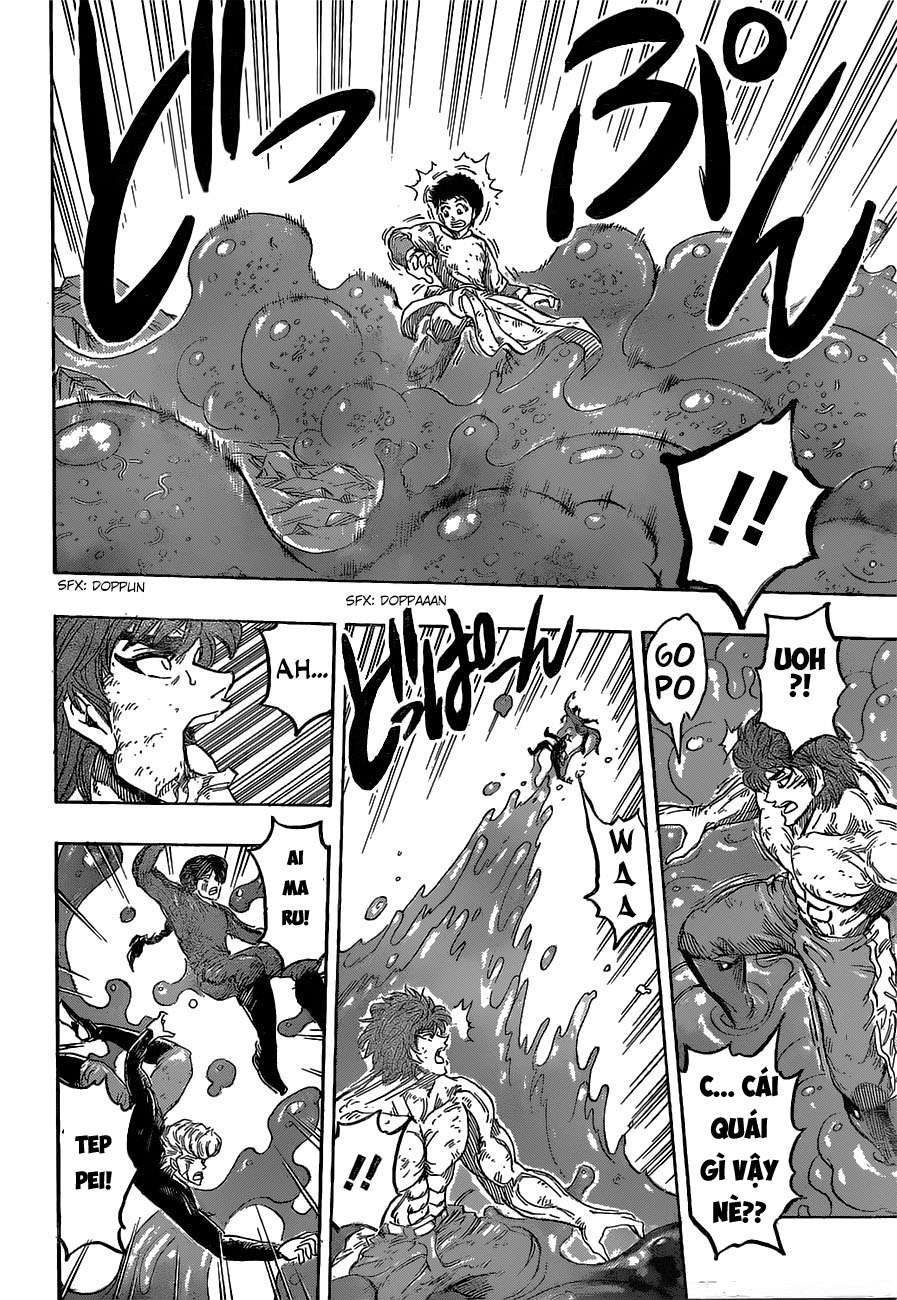 どっぷん
!!
SFX: DOPPUN
SFX: DOPPAAAN
UOH
?!
GO
PO
C... CÁI
QUÁI
GÌ VẬY
NÈ??
どっぱーん
WAA
!!
AH...
AI
MA
RU!
TEP
PEI!